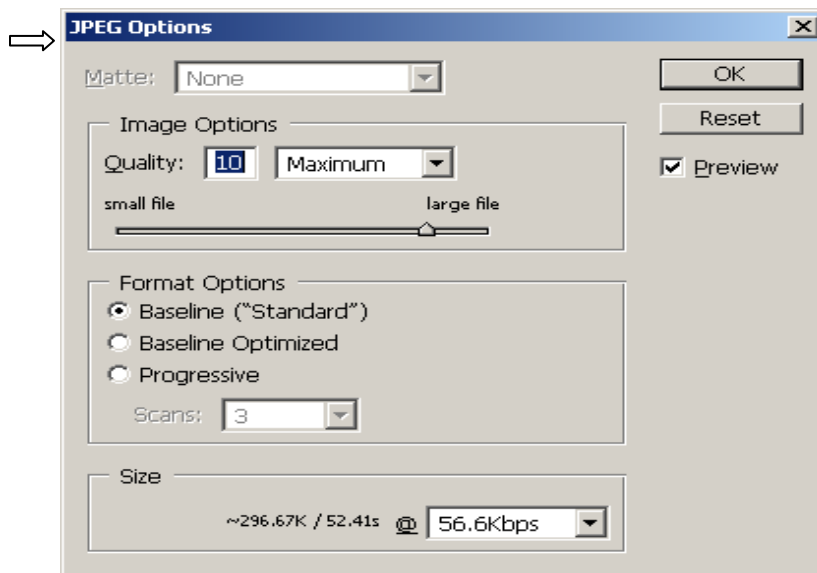 JPEG Options
Matte: None
OK
Image Options
Reset
Quality: 10 Maximum
Preview
small file large file
Format Options
Baseline ("Standard")
Baseline Optimized
Progressive
Scans: 3
Size
~296.67K / 52.41s @ 56.6Kbps